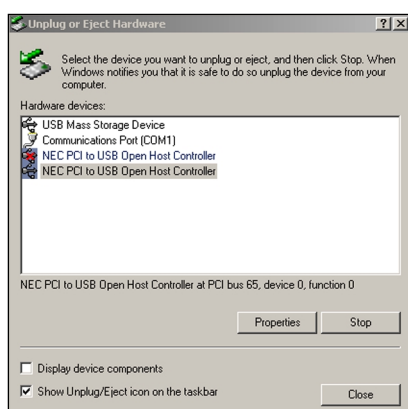 Unplug or Eject Hardware
Select the device you want to unplug or eject, and then click Stop. When
Windows notifies you that it is safe to do so unplug the device from your
computer.
Hardware devices:
USB Mass Storage Device
Communications Port (COM1)
NEC PCI to USB Open Host Controller
NEC PCI to USB Open Host Controller
NEC PCI to USB Open Host Controller at PCI bus 65, device 0, function 0
Properties
Stop
Display device components
Show Unplug/Eject icon on the taskbar
Close